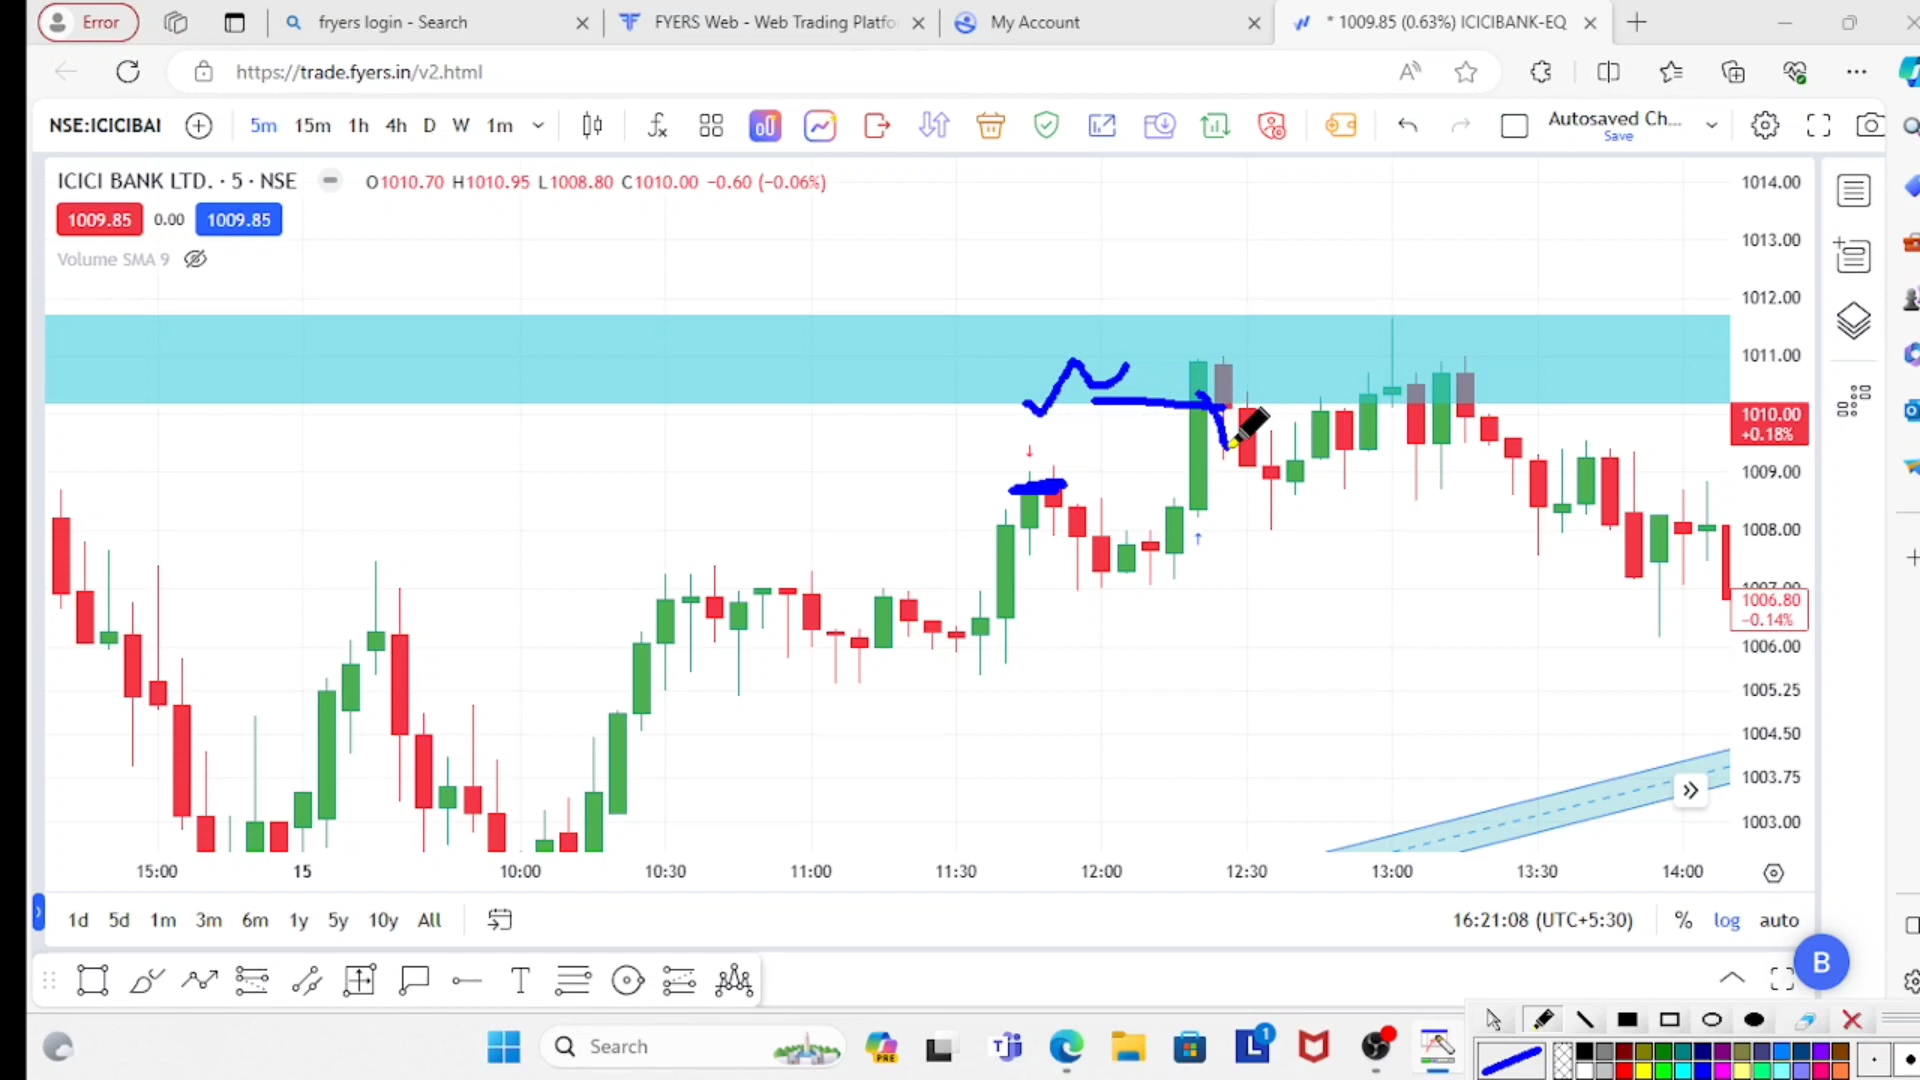 Error
fryers login - Search
FYERS Web - Web Trading Platfo
My Account
* 1009.85 (0.63%) ICICIBANK-EQ
https://trade.fyers.in/v2.html
NSE:ICICIBAI
5m 15m 1h 4h D W 1m
Autosaved Ch...
Save
ICICI BANK LTD. · 5 · NSE
O1010.70 H1010.95 L1008.80 C1010.00 −0.60 (−0.06%)
1009.85 0.00 1009.85
Volume SMA 9
1014.00
1013.00
1012.00
1011.00
1010.00
+0.18%
1009.00
1008.00
1007.00
1006.80
−0.14%
1006.00
1005.25
1004.50
1003.75
1003.00
15:00 15 10:00 10:30 11:00 11:30 12:00 12:30 13:00 13:30 14:00
1d 5d 1m 3m 6m 1y 5y 10y All
16:21:08 (UTC+5:30) % log auto
B
Search
PRE
1